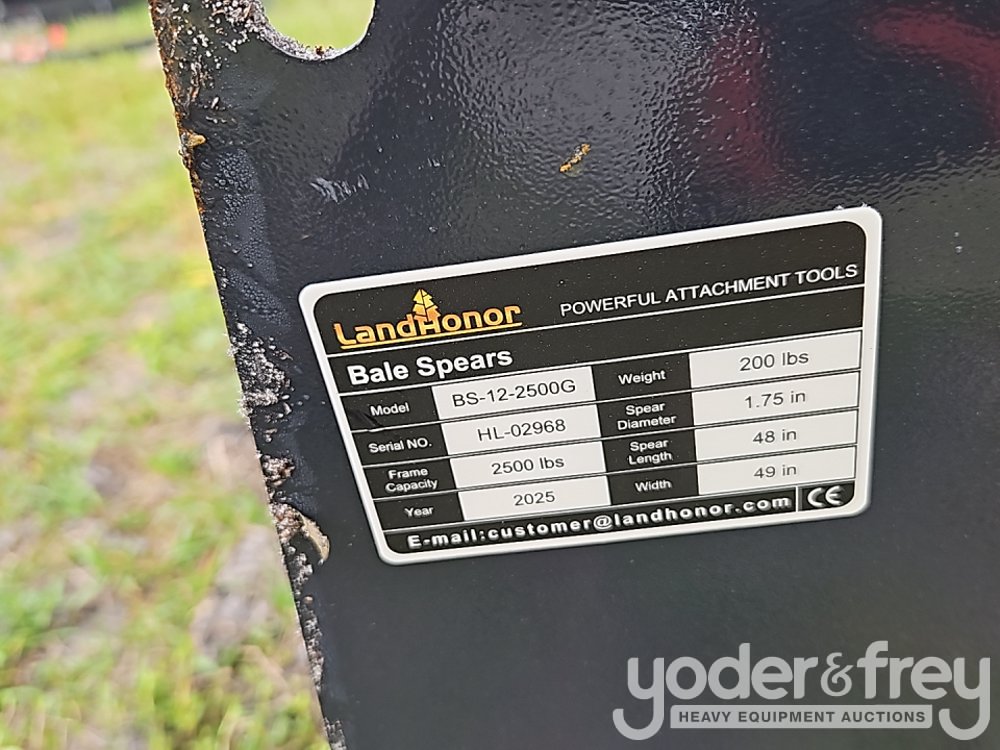 LandHonor POWERFUL ATTACHMENT TOOLS
Bale Spears
Model BS-12-2500G Weight 200 lbs
Serial NO. HL-02968 Spear Diameter 1.75 in
Frame Capacity 2500 lbs Spear Length 48 in
Year 2025 Width 49 in
E-mail:customer@landhonor.com CE
yoder&frey
HEAVY EQUIPMENT AUCTIONS